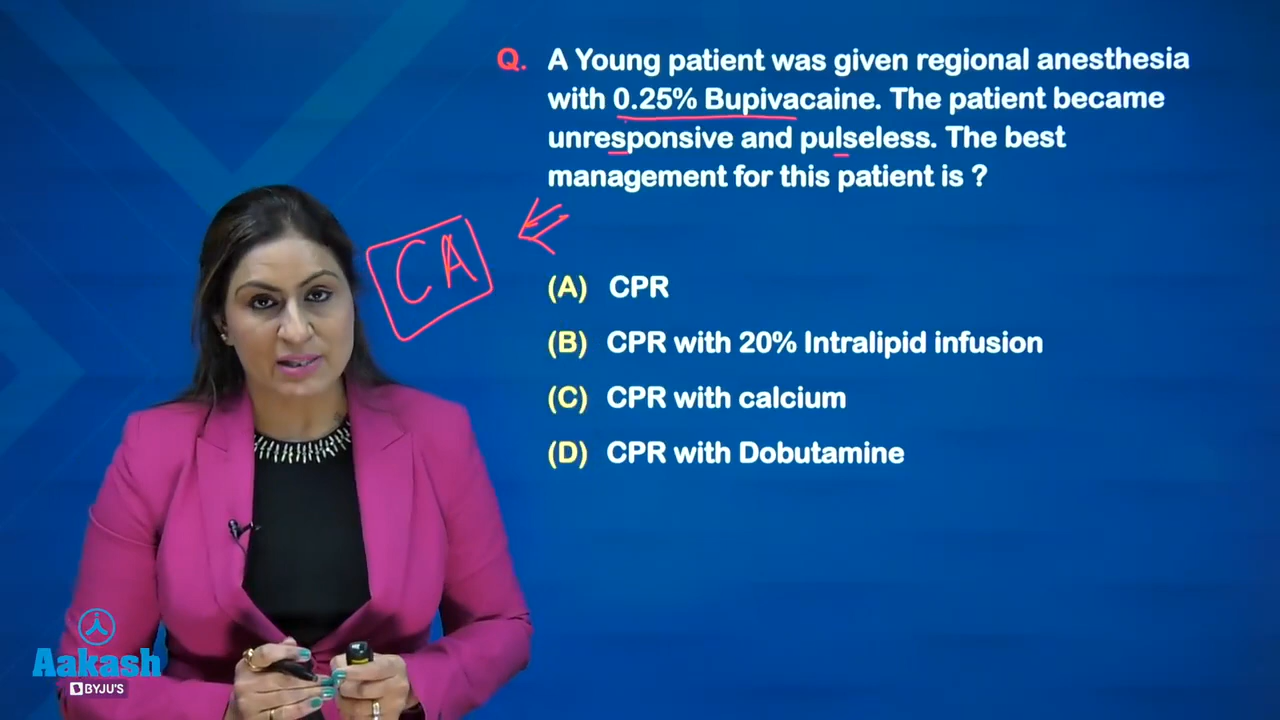 Q. A Young patient was given regional anesthesia
with 0.25% Bupivacaine. The patient became
unresponsive and pulseless. The best
management for this patient is ?
CA
(A) CPR
(B) CPR with 20% Intralipid infusion
(C) CPR with calcium
(D) CPR with Dobutamine
Aakash
BYJU'S